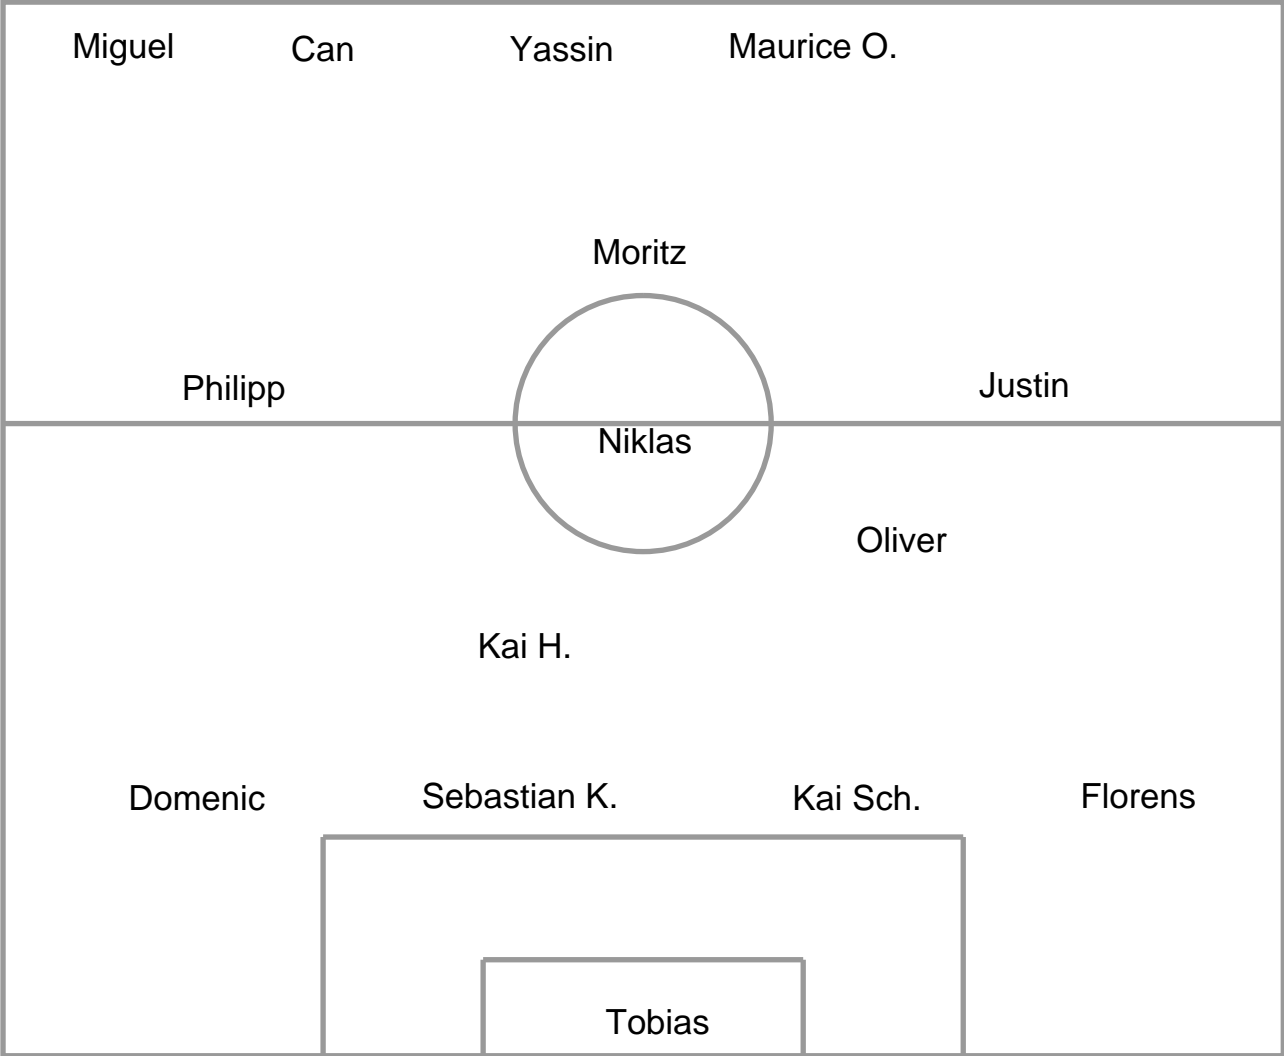 Miguel Can Yassin Maurice O.
Moritz
Philipp Justin
Niklas
Oliver
Kai H.
Domenic Sebastian K. Kai Sch. Florens
Tobias